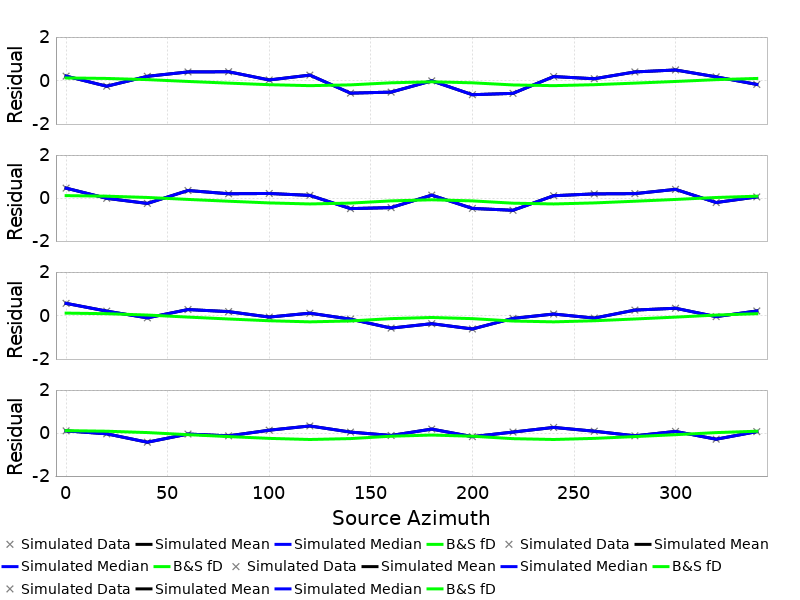 2
0
-2
Residual
2
0
-2
Residual
2
0
-2
Residual
2
0
-2
Residual
0 50 100 150 200 250 300
Source Azimuth
× Simulated Data Simulated Mean Simulated Median B&S fD × Simulated Data Simulated Mean
Simulated Median B&S fD × Simulated Data Simulated Mean Simulated Median B&S fD
× Simulated Data Simulated Mean Simulated Median B&S fD